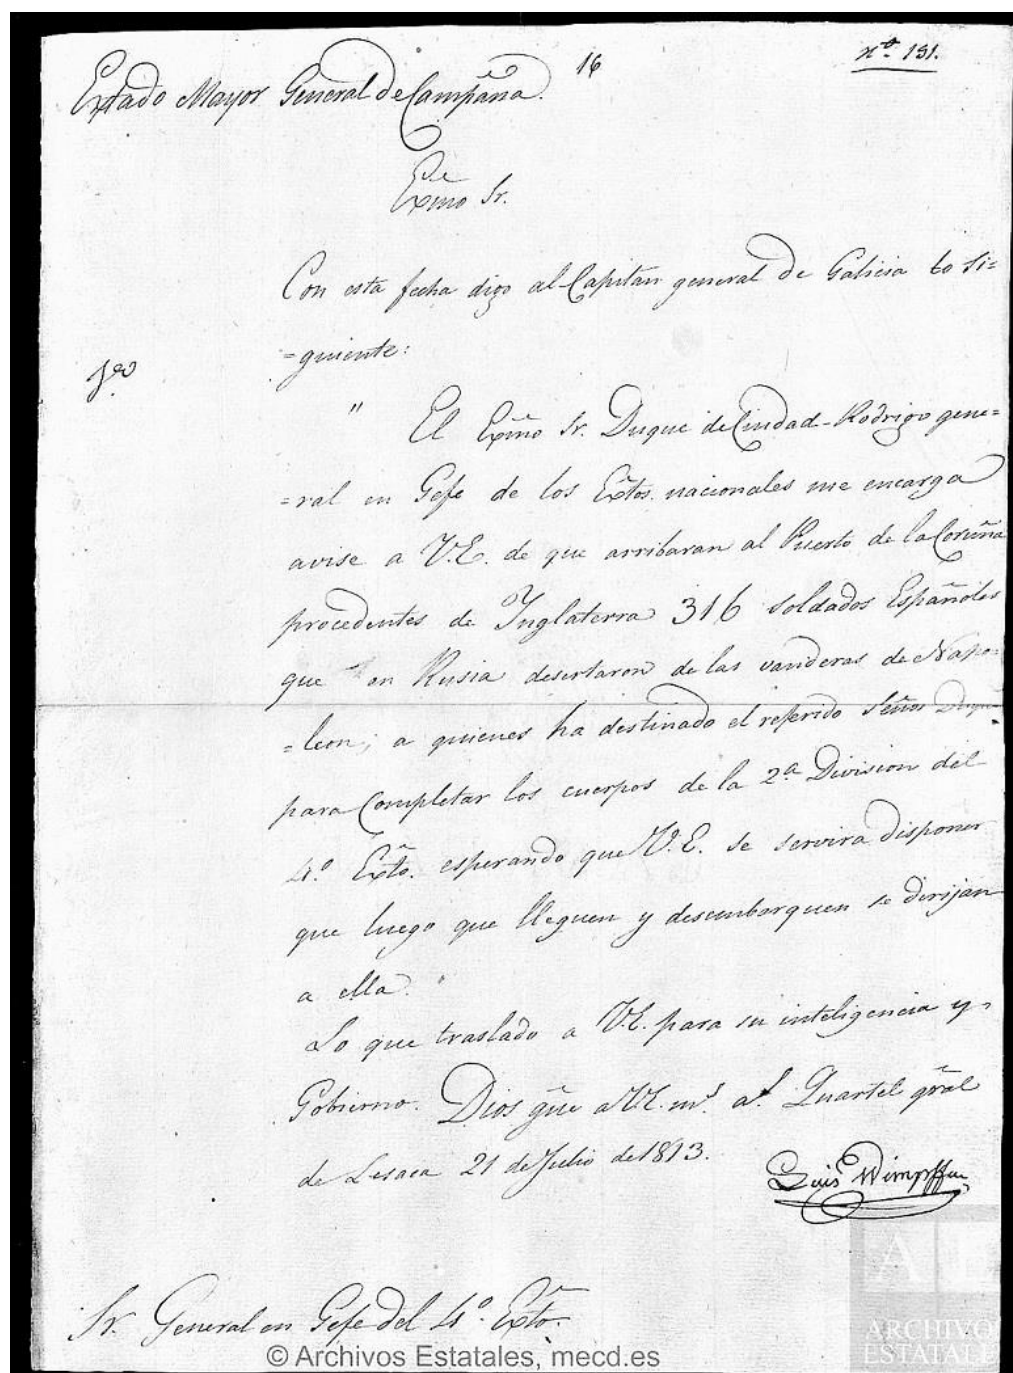 Estado Mayor General de Campaña.
16
nº. 191.
Exmo Sr.
Con esta fecha digo al Capitan general de Galicia lo si=
=guiente:
" El Exmo Sr. Duque de Ciudad-Rodrigo gene=
=ral en Gefe de los Extos. nacionales me encarga
avise a V.E. de que arribaran al Puerto de la Coruña
procedentes de Inglaterra 316 soldados Españoles
que en Rusia desertaron de las vanderas de Napo=
=leon; a quienes ha destinado el referido Señor Duque
para completar los cuerpos de la 2ª Division del
4º. Exto. esperando que V.E. se servira disponer
que luego que lleguen y desembarquen se dirijan
a ella. "
Lo que traslado a V.E. para su inteligencia y
Gobierno. Dios gue a V.E. ms. as. Quartel gral
de Lesaca 21 de Julio de 1813.
Luis Wimpffen
Sr. General en Gefe del 4º. Exto.
© Archivos Estatales, mecd.es
ARCHIVO
ESTATALE